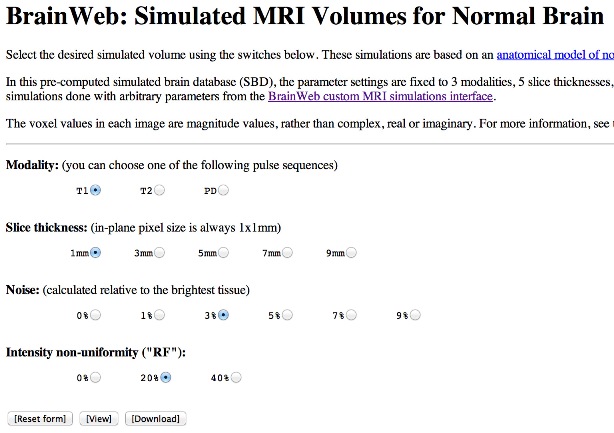 BrainWeb: Simulated MRI Volumes for Normal Brain
Select the desired simulated volume using the switches below. These simulations are based on an anatomical model of no
In this pre-computed simulated brain database (SBD), the parameter settings are fixed to 3 modalities, 5 slice thicknesses,
simulations done with arbitrary parameters from the BrainWeb custom MRI simulations interface.
The voxel values in each image are magnitude values, rather than complex, real or imaginary. For more information, see
Modality: (you can choose one of the following pulse sequences)
T1 T2 PD
Slice thickness: (in-plane pixel size is always 1x1mm)
1mm 3mm 5mm 7mm 9mm
Noise: (calculated relative to the brightest tissue)
0% 1% 3% 5% 7% 9%
Intensity non-uniformity ("RF"):
0% 20% 40%
[Reset form] [View] [Download]